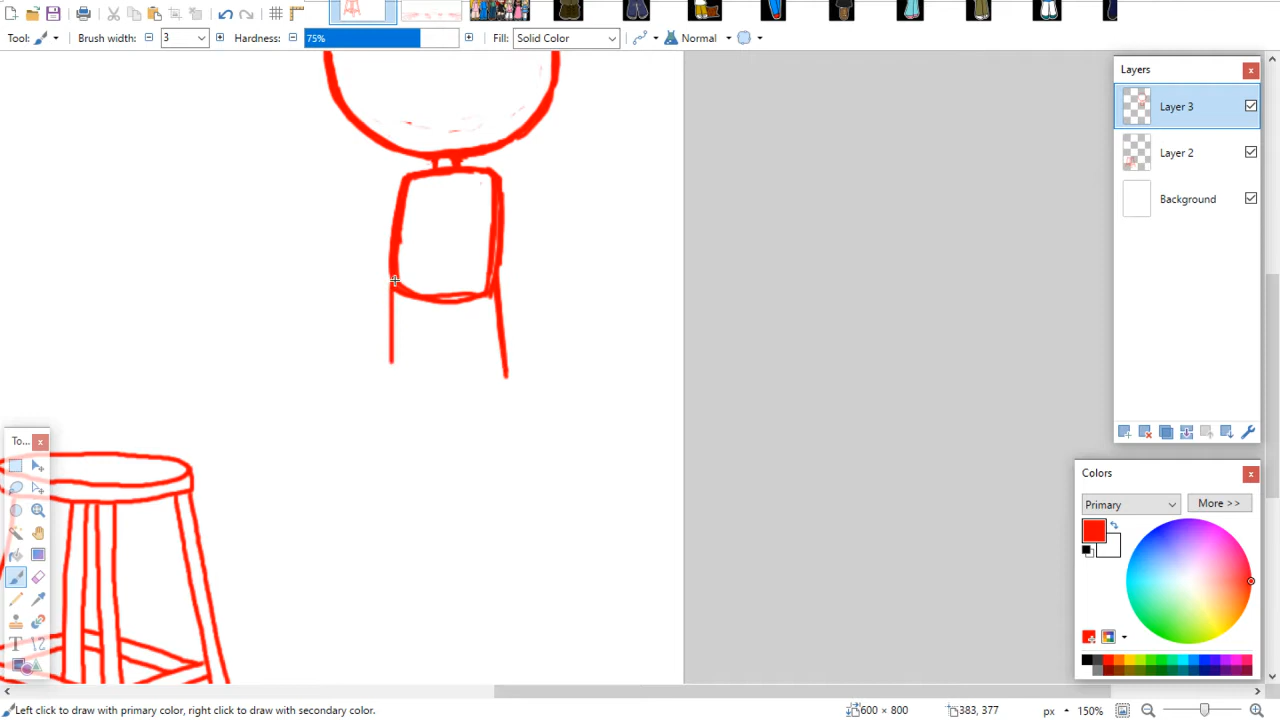 Tool: Brush width: 3 Hardness: 75% Fill: Solid Color Normal
Layers
Layer 3
Layer 2
Background
To...
Colors
Primary More >>
Left click to draw with primary color, right click to draw with secondary color. 600 × 800 383, 377 px 150%